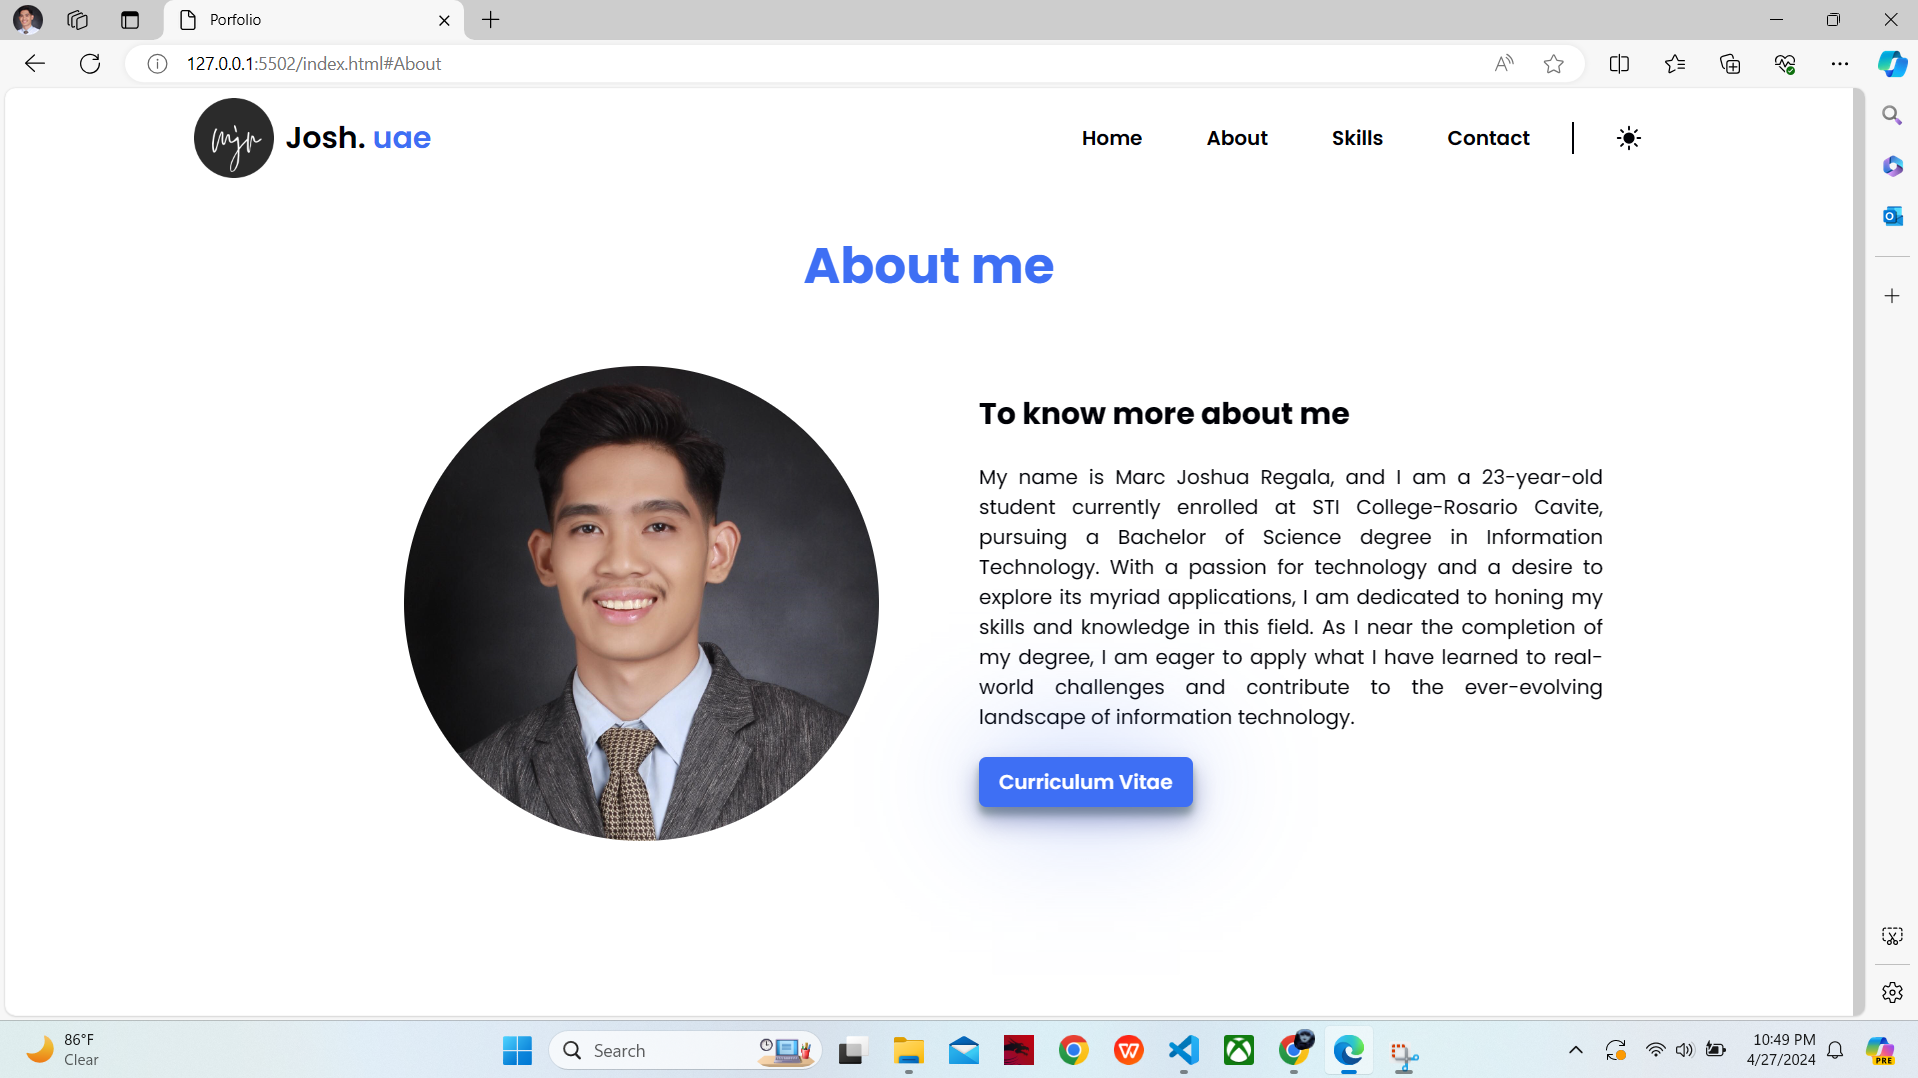 Porfolio
127.0.0.1:5502/index.html#About
mjr
Josh. uae
Home About Skills Contact
About me
To know more about me
My name is Marc Joshua Regala, and I am a 23-year-old
student currently enrolled at STI College-Rosario Cavite,
pursuing a Bachelor of Science degree in Information
Technology. With a passion for technology and a desire to
explore its myriad applications, I am dedicated to honing my
skills and knowledge in this field. As I near the completion of
my degree, I am eager to apply what I have learned to real-
world challenges and contribute to the ever-evolving
landscape of information technology.
Curriculum Vitae
86°F
Clear
Search
10:49 PM
4/27/2024
PRE